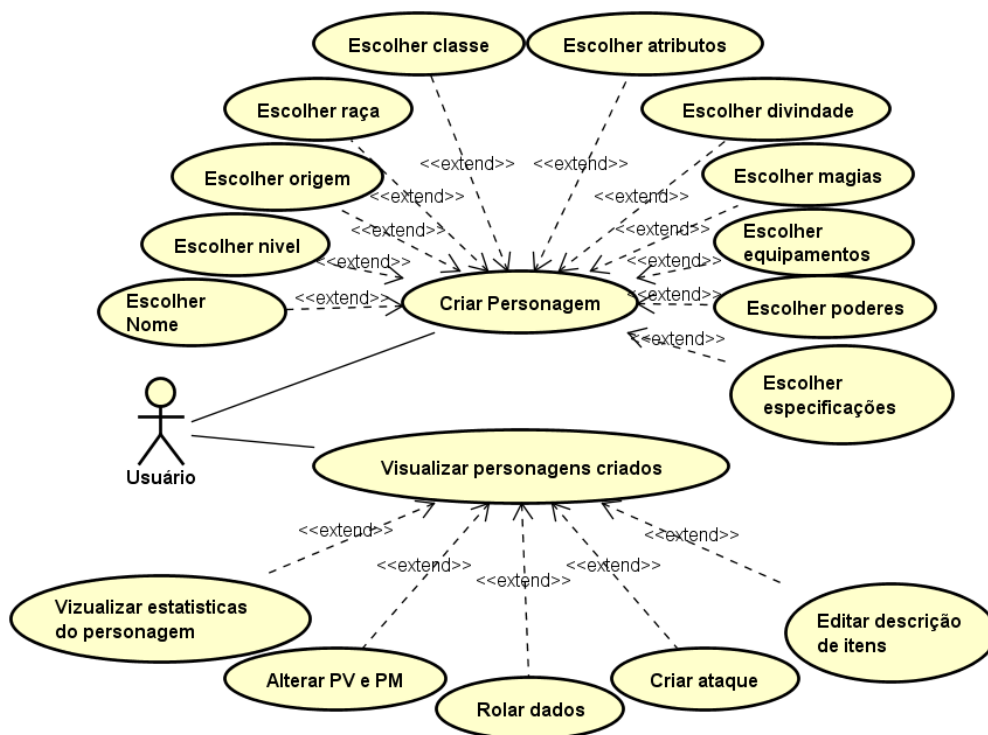 Escolher classe
Escolher atributos
Escolher raça
Escolher divindade
<<extend>>
<<extend>>
Escolher origem
Escolher magias
<<extend>>
<<extend>>
Escolher nivel
Escolher
equipamentos
<<extend>>
<<extend>>
<<extend>>
<<extend>>
Escolher
Nome
<<extend>>
Criar Personagem
<<extend>>
Escolher poderes
<<extend>>
Escolher
especificações
Usuário
Visualizar personagens criados
<<extend>>
<<extend>>
<<extend>>
<<extend>>
<<extend>>
Vizualizar estatisticas
do personagem
Alterar PV e PM
Rolar dados
Criar ataque
Editar descrição
de itens